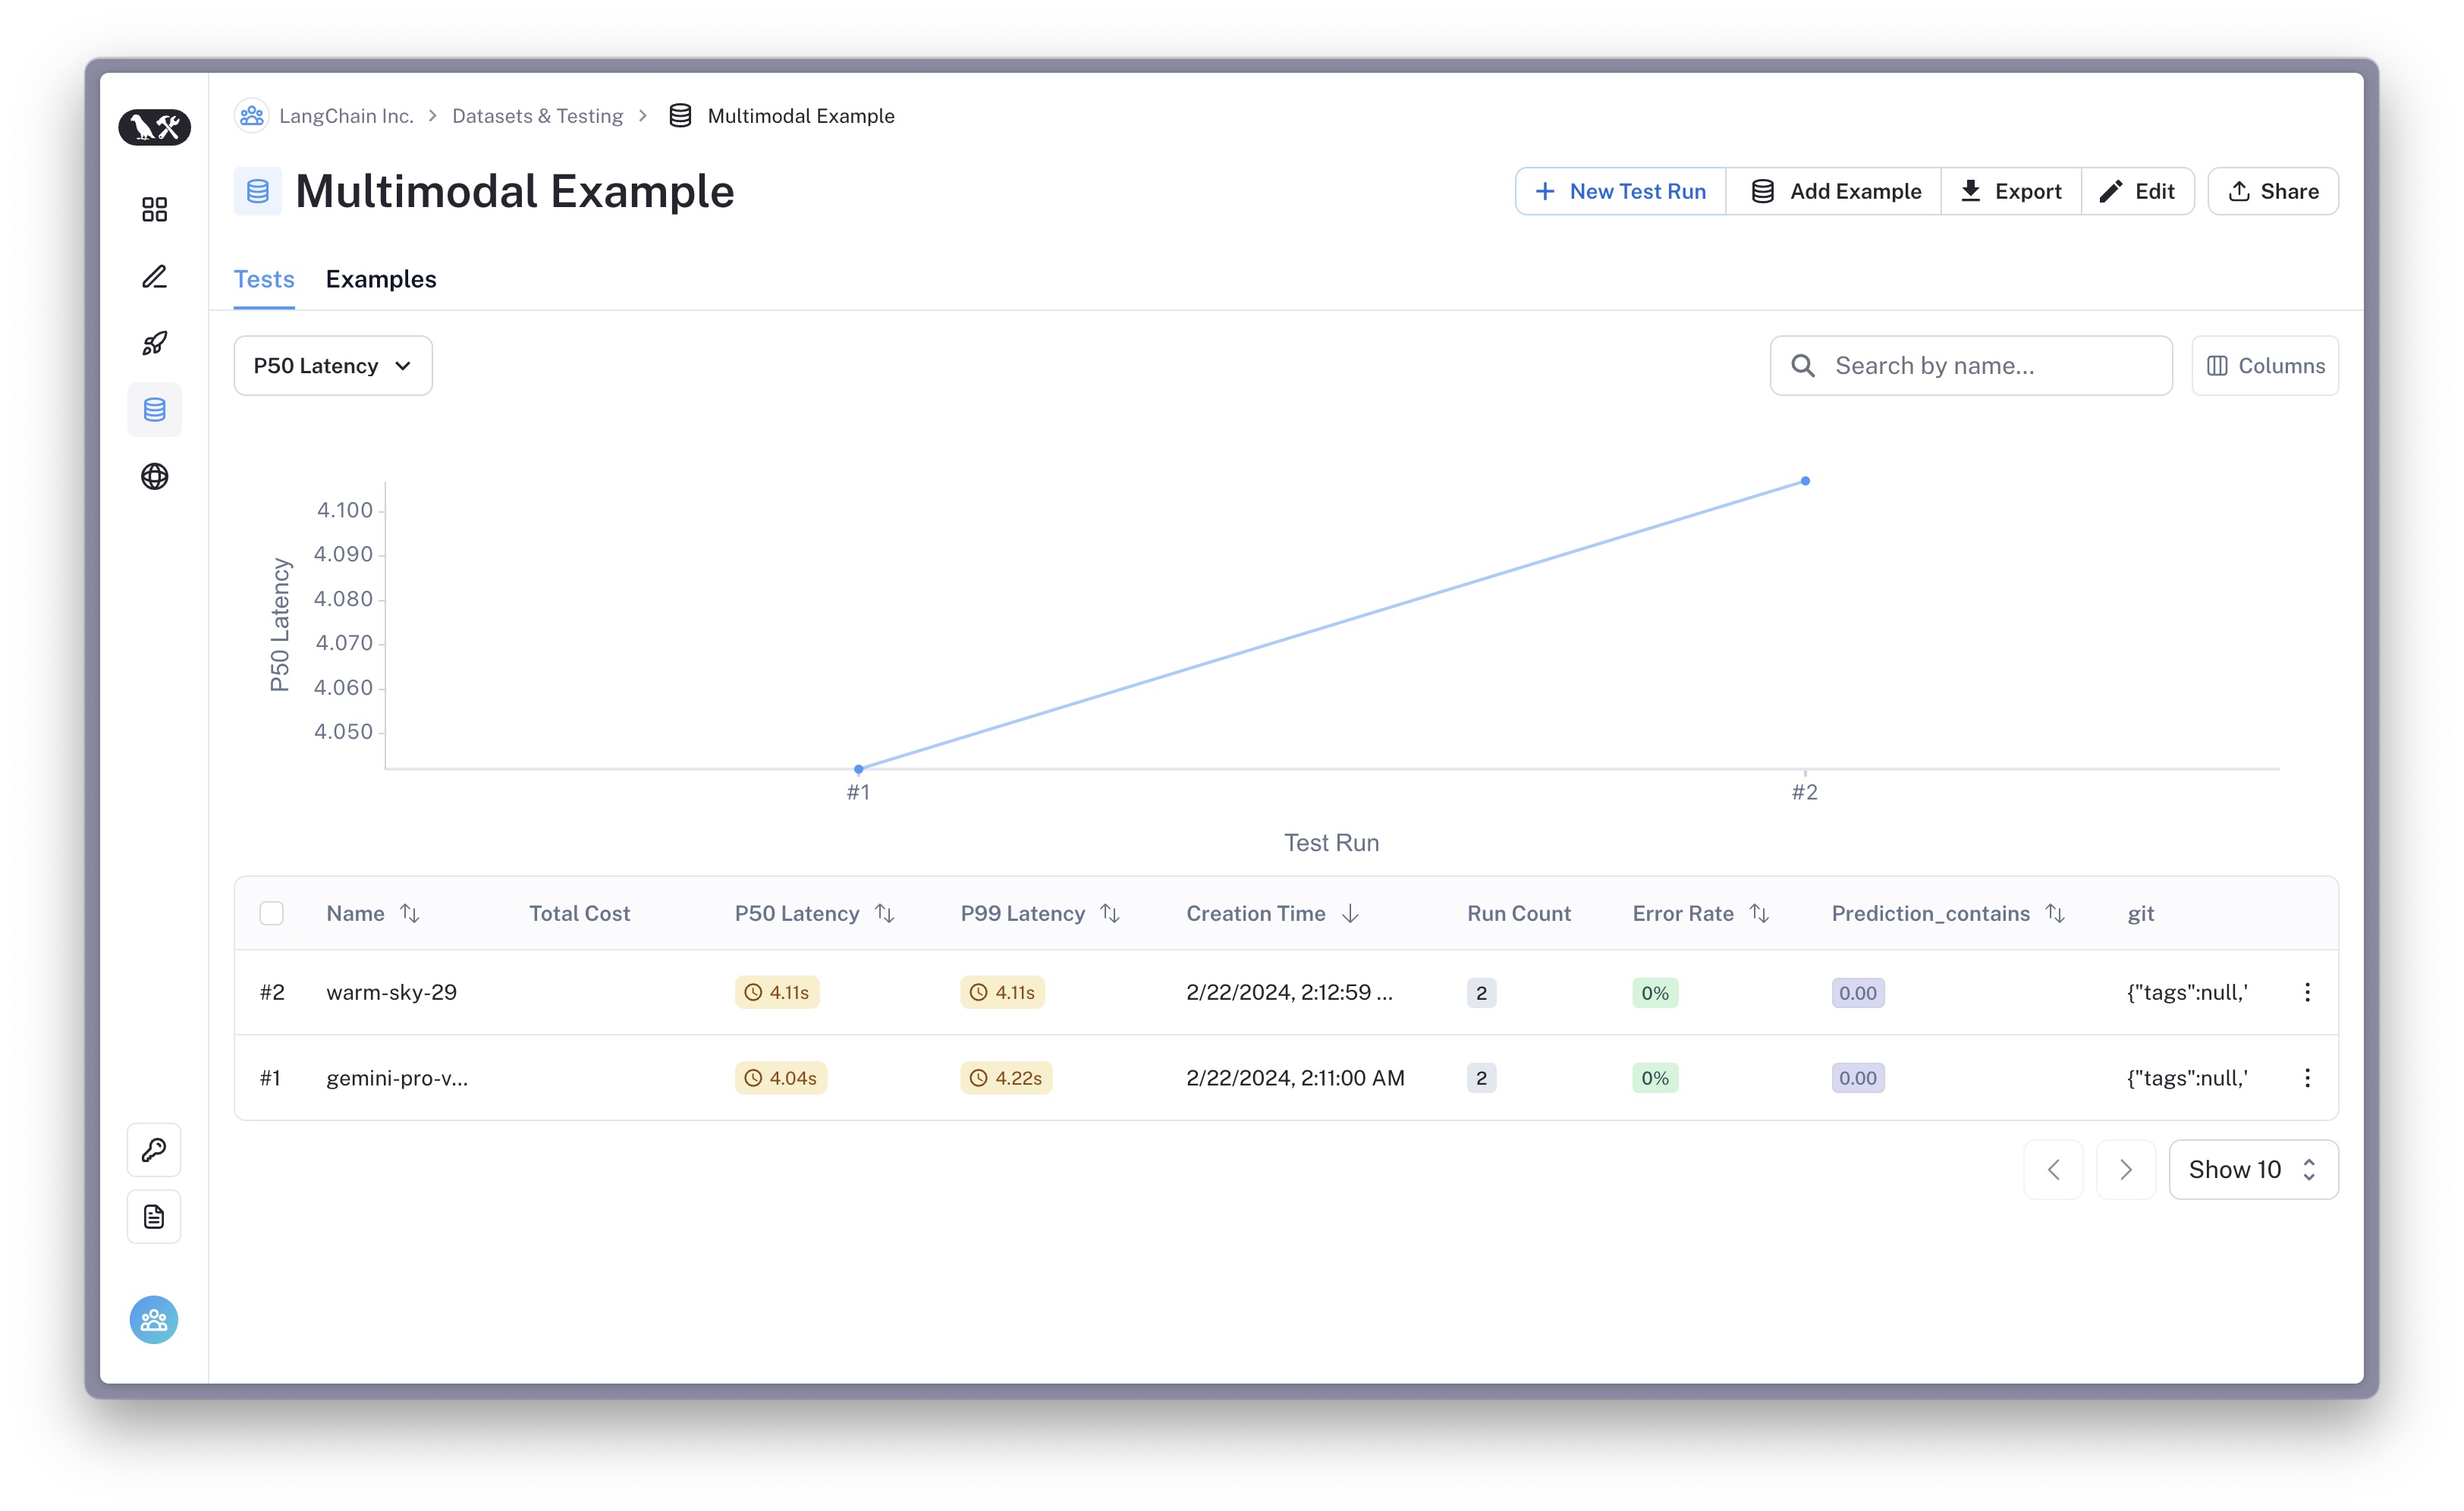 LangChain Inc. > Datasets & Testing > Multimodal Example
Multimodal Example
+ New Test Run Add Example Export Edit Share
Tests Examples
P50 Latency Search by name... Columns
P50 Latency
4.100
4.090
4.080
4.070
4.060
4.050
#1 #2
Test Run
Name Total Cost P50 Latency P99 Latency Creation Time Run Count Error Rate Prediction_contains git
#2 warm-sky-29 4.11s 4.11s 2/22/2024, 2:12:59 ... 2 0% 0.00 {"tags":null,'
#1 gemini-pro-v... 4.04s 4.22s 2/22/2024, 2:11:00 AM 2 0% 0.00 {"tags":null,'
Show 10